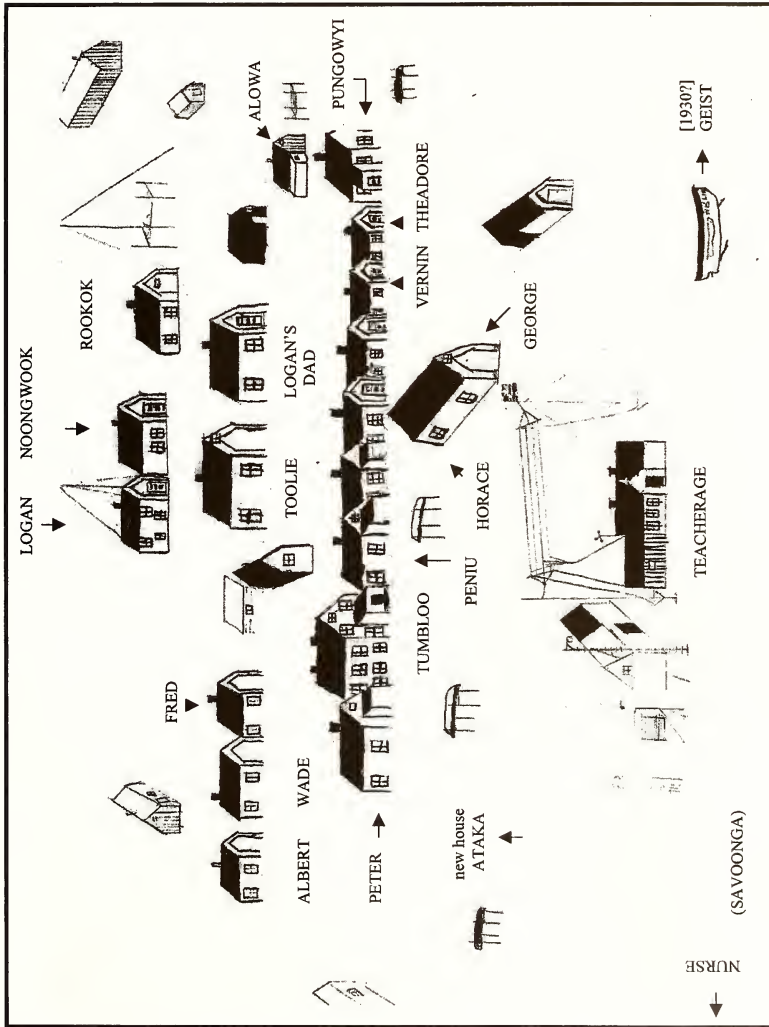 LOGAN
NOONGWOOK
ROOKOK
ALOWA
PUNGOWYI
FRED
TOOLIE
LOGAN'S
DAD
ALBERT
WADE
VERNIN
THEADORE
PETER
TUMBLOO
PENIU
HORACE
GEORGE
new house
ATAKA
TEACHERAGE
[1930?]
GEIST
(SAVOONGA)
NURSE